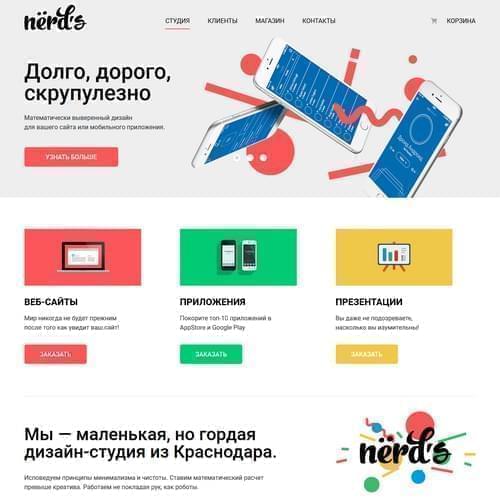 nërd's
СТУДИЯ КЛИЕНТЫ МАГАЗИН КОНТАКТЫ КОРЗИНА
Долго, дорого,
скрупулезно
Математически выверенный дизайн
для вашего сайта или мобильного приложения.
УЗНАТЬ БОЛЬШЕ
ВЕБ-САЙТЫ
Мир никогда не будет прежним
после того как увидит ваш сайт!
ЗАКАЗАТЬ
ПРИЛОЖЕНИЯ
Покорите топ-10 приложений в
AppStore и Google Play
ЗАКАЗАТЬ
ПРЕЗЕНТАЦИИ
Вы даже не подозреваете,
насколько вы изумительны!
ЗАКАЗАТЬ
Мы — маленькая, но гордая
дизайн-студия из Краснодара.
Исповедуем принципы минимализма и чистоты. Ставим математический расчет
превыше креатива. Работаем не покладая рук, как роботы.
nërd's